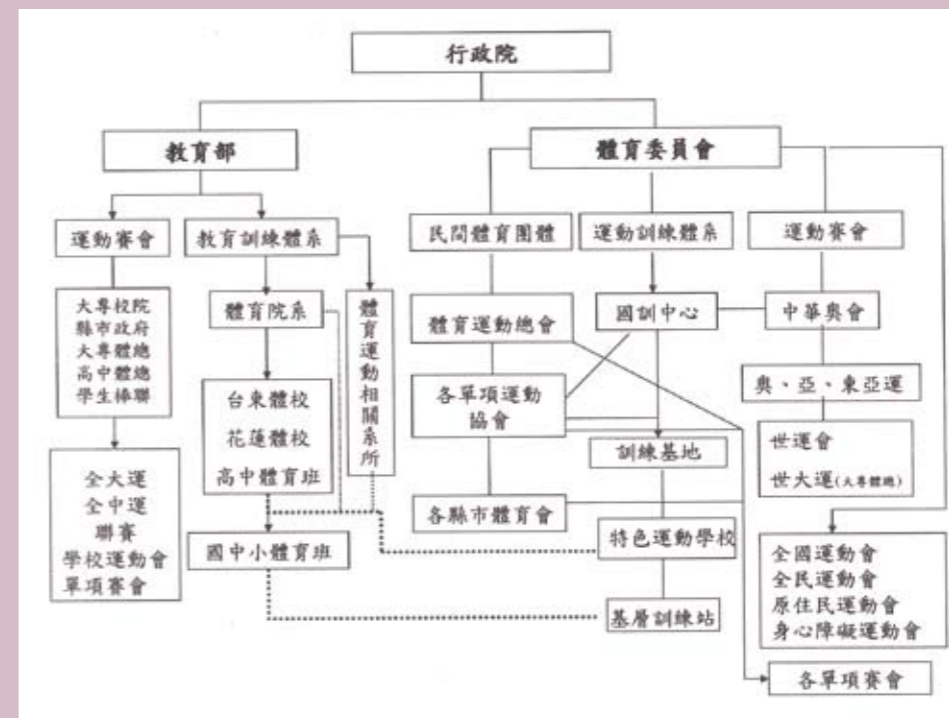 行政院
教育部
體育委員會
運動賽會
教育訓練體系
民間體育團體
運動訓練體系
運動賽會
大專校院
縣市政府
大專體總
高中體總
學生棒聯
體育院系
體育運動相關系所
體育運動總會
國訓中心
中華奧會
台東體校
花蓮體校
高中體育班
各單項運動
協會
奧、亞、東亞運
訓練基地
世運會
世大運(大專體總)
全大運
全中運
聯賽
學校運動會
單項賽會
國中小體育班
各縣市體育會
特色運動學校
基層訓練站
全國運動會
全民運動會
原住民運動會
身心障礙運動會
各單項賽會